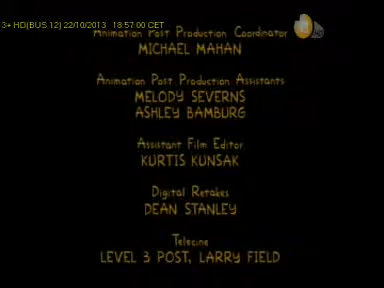 3+ HD(BUS 12) 22/10/2013 18:57:00 CET
Animation Post Production Coordinator
MICHAEL MAHAN
Animation Post Production Assistants
MELODY SEVERNS
ASHLEY BAMBURG
Assistant Film Editor
KURTIS KUNSAK
Digital Retakes
DEAN STANLEY
Telecine
LEVEL 3 POST, LARRY FIELD